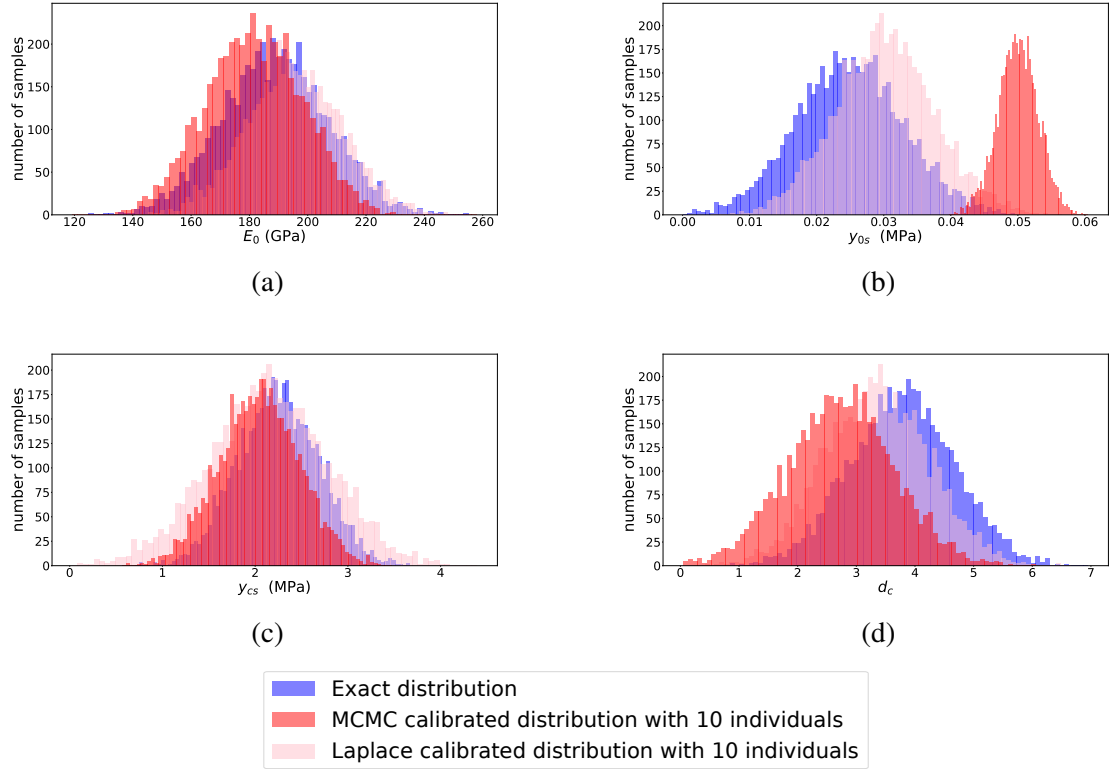 number of samples
200
150
100
50
0
120 140 160 180 200 220 240 260
E₀ (GPa)
(a)
number of samples
200
175
150
125
100
75
50
25
0
0.00 0.01 0.02 0.03 0.04 0.05 0.06
y₀ₛ (MPa)
(b)
number of samples
200
175
150
125
100
75
50
25
0
0 1 2 3 4
y_cs (MPa)
(c)
number of samples
200
175
150
125
100
75
50
25
0
0 1 2 3 4 5 6 7
d_c
(d)
Exact distribution
MCMC calibrated distribution with 10 individuals
Laplace calibrated distribution with 10 individuals